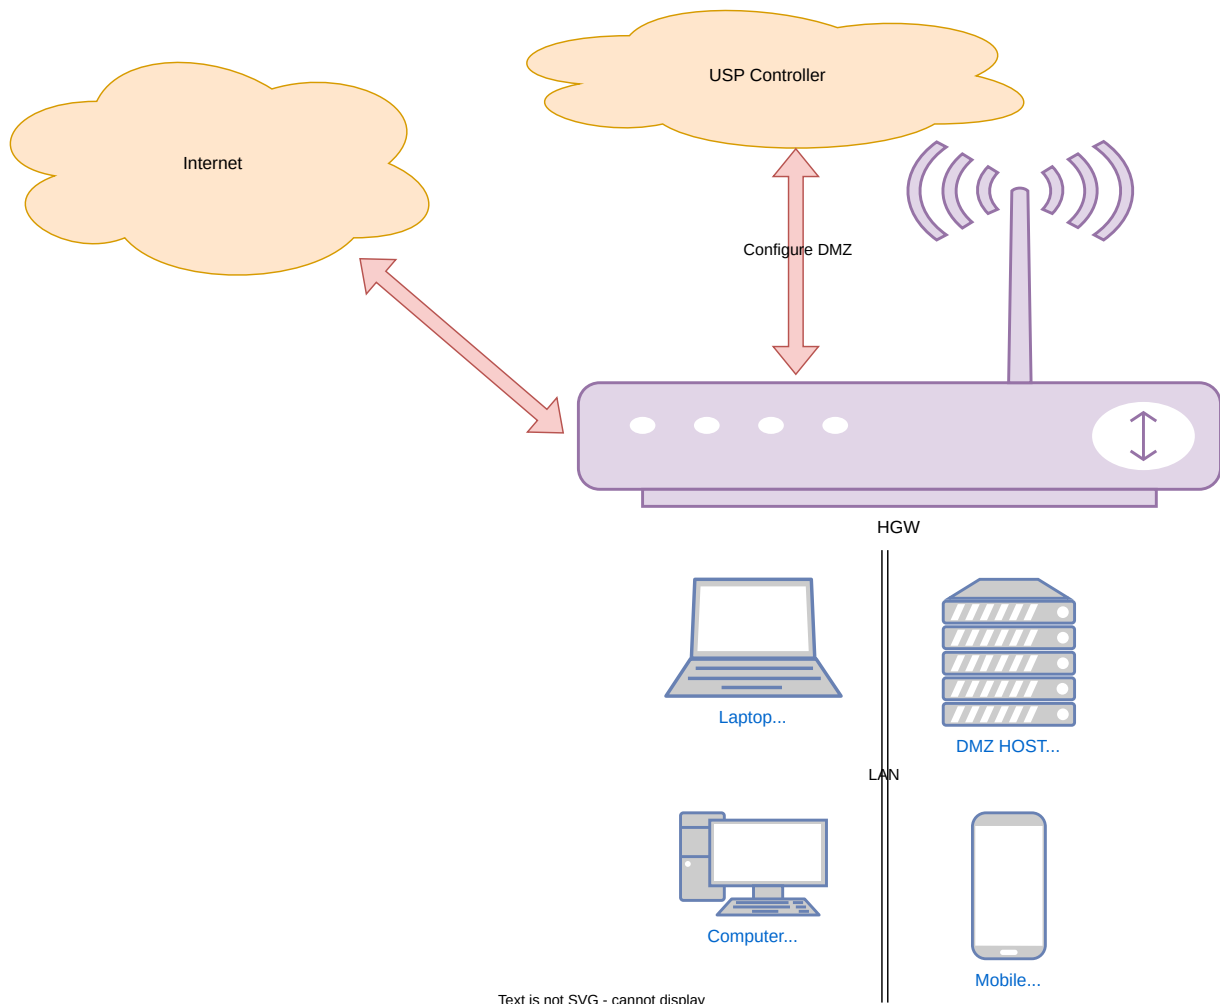 USP Controller
Internet
Configure DMZ
HGW
Laptop...
DMZ HOST...
LAN
Computer...
Mobile...
Text is not SVG - cannot display